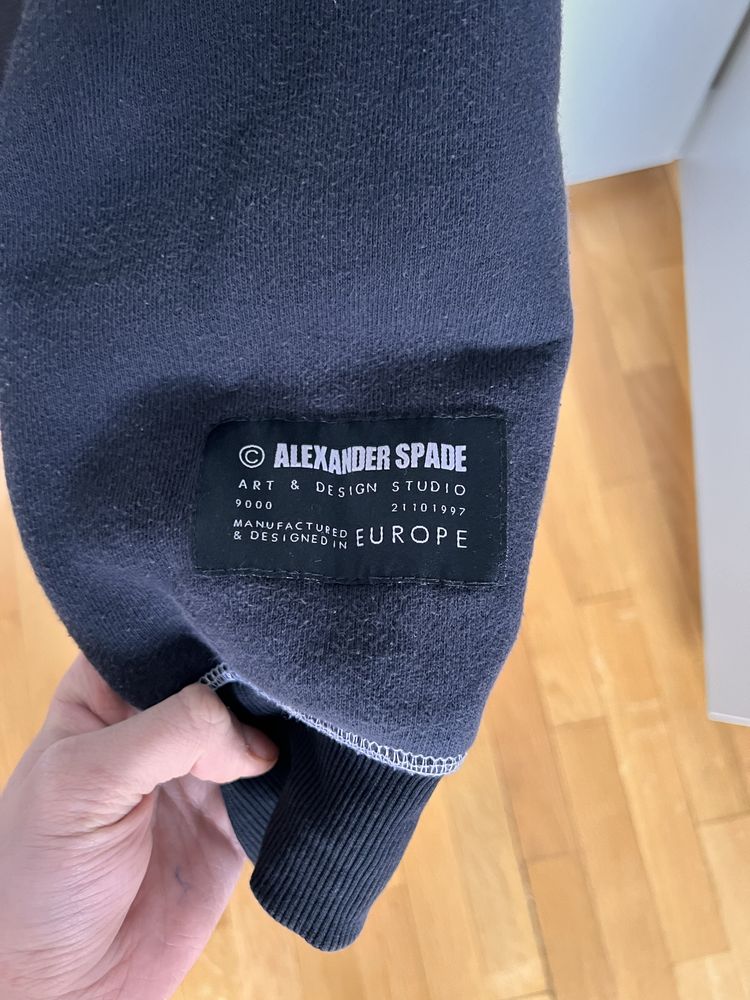 © ALEXANDER SPADE
ART & DESIGN STUDIO
9000 21101997
MANUFACTURED
& DESIGNED IN EUROPE